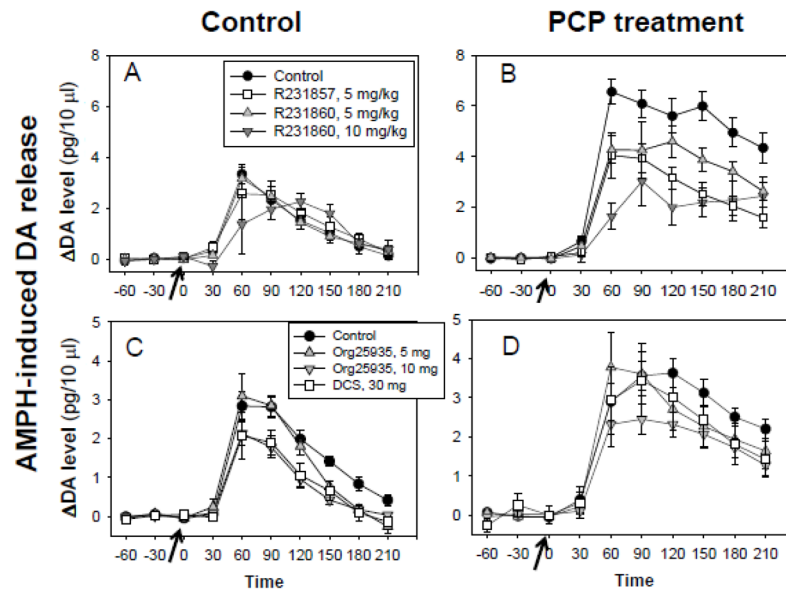 Control
PCP treatment
AMPH-induced DA release
ΔDA level (pg/10 µl)
8
6
4
2
0
A
Control
R231857, 5 mg/kg
R231860, 5 mg/kg
R231860, 10 mg/kg
-60 -30 0 30 60 90 120 150 180 210
8
6
4
2
0
B
-60 -30 0 30 60 90 120 150 180 210
ΔDA level (pg/10 µl)
5
4
3
2
1
0
C
Control
Org25935, 5 mg
Org25935, 10 mg
DCS, 30 mg
-60 -30 0 30 60 90 120 150 180 210
Time
5
4
3
2
1
0
D
-60 -30 0 30 60 90 120 150 180 210
Time